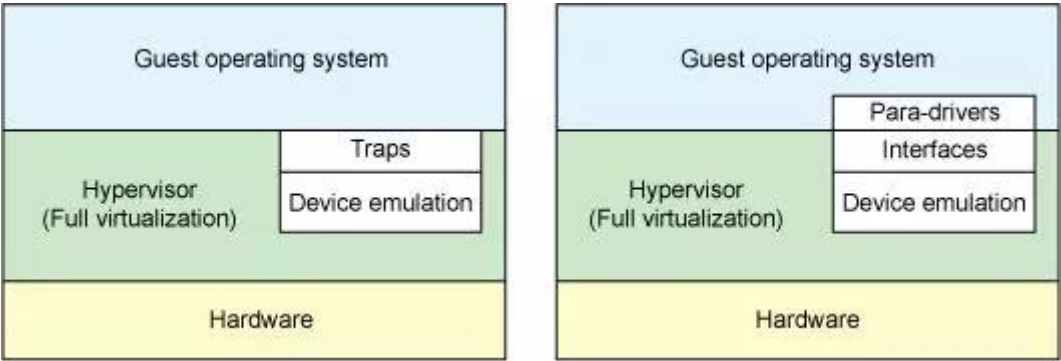 Guest operating system
Traps
Hypervisor
(Full virtualization)
Device emulation
Hardware
Guest operating system
Para-drivers
Interfaces
Hypervisor
(Full virtualization)
Device emulation
Hardware